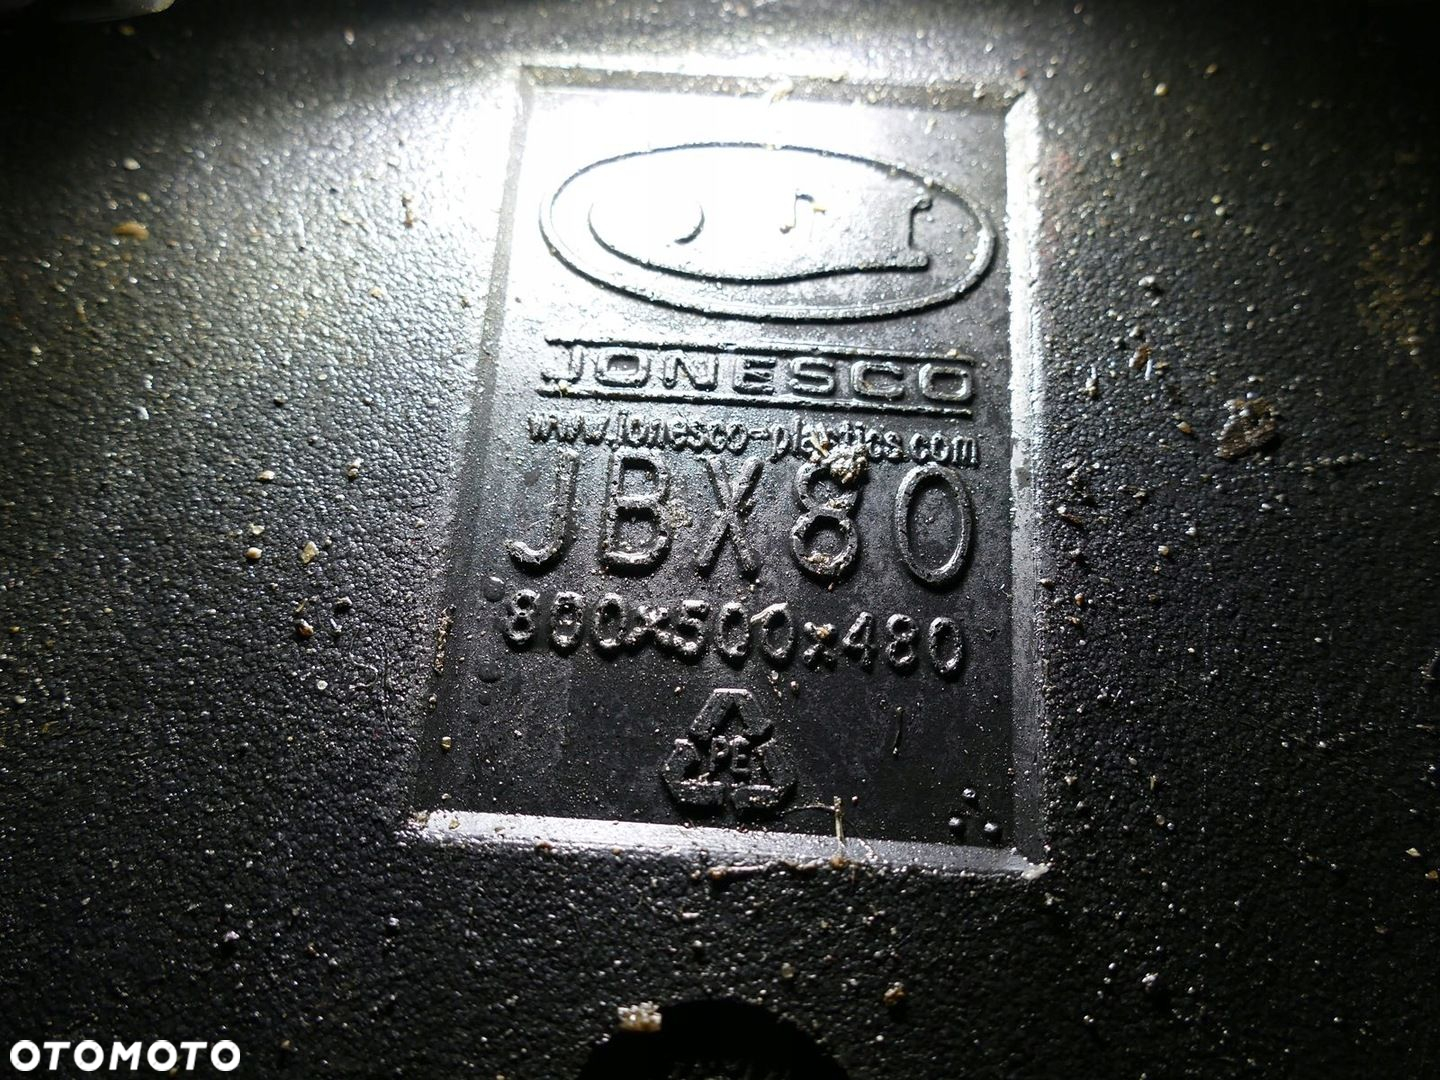 JONESCO
www.jonesco-plastics.com
JBX80
800x500x480
PE
OTOMOTO